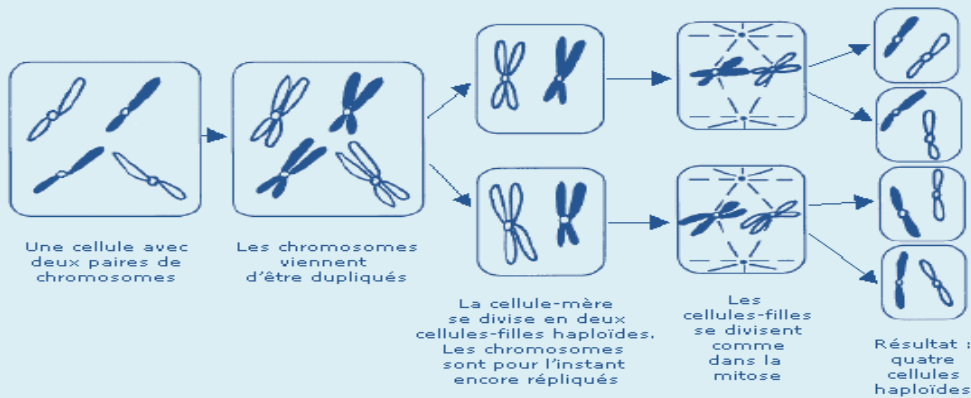 Une cellule avec
deux paires de
chromosomes
Les chromosomes
viennent
d'être dupliqués
La cellule-mère
se divise en deux
cellules-filles haploïdes.
Les chromosomes
sont pour l'instant
encore répliqués
Les
cellules-filles
se divisent
comme
dans la
mitose
Résultat :
quatre
cellules
haploïdes